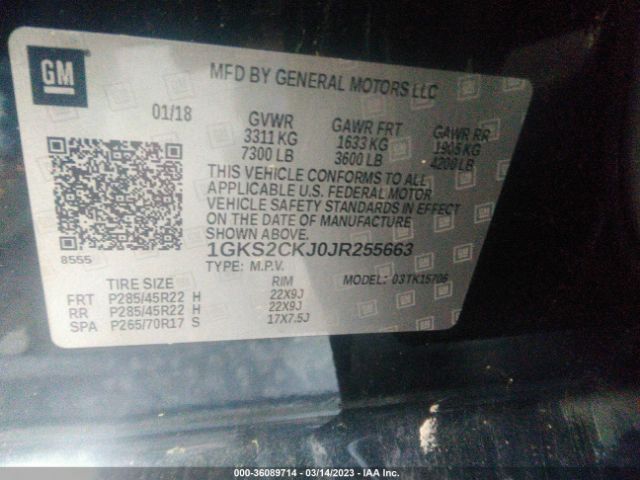 GM
MFD BY GENERAL MOTORS LLC
01/18
GVWR GAWR FRT GAWR RR
3311 KG 1633 KG 1905 KG
7300 LB 3600 LB 4200 LB
THIS VEHICLE CONFORMS TO ALL
APPLICABLE U.S. FEDERAL MOTOR
VEHICLE SAFETY STANDARDS IN EFFECT
ON THE DATE OF MANUFACTURE
SHOWN ABOVE.
8555
1GKS2CKJ0JR255663
TYPE: M.P.V. MODEL: 03TK15706
TIRE SIZE RIM
FRT P285/45R22 H 22X9J
RR P285/45R22 H 22X9J
SPA P265/70R17 S 17X7.5J
©IAA - 36089714 - 03/14/2023 - IAA Inc.